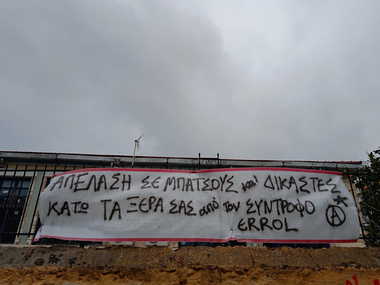 ΑΠΕΛΑΣΗ ΣΕ ΜΠΑΤΣΟΥΣ και ΔΙΚΑΣΤΕΣ
ΚΑΤΩ ΤΑ ΞΕΡΑ ΣΑΣ από τον ΣΥΝΤΡΟΦΟ
ERROL